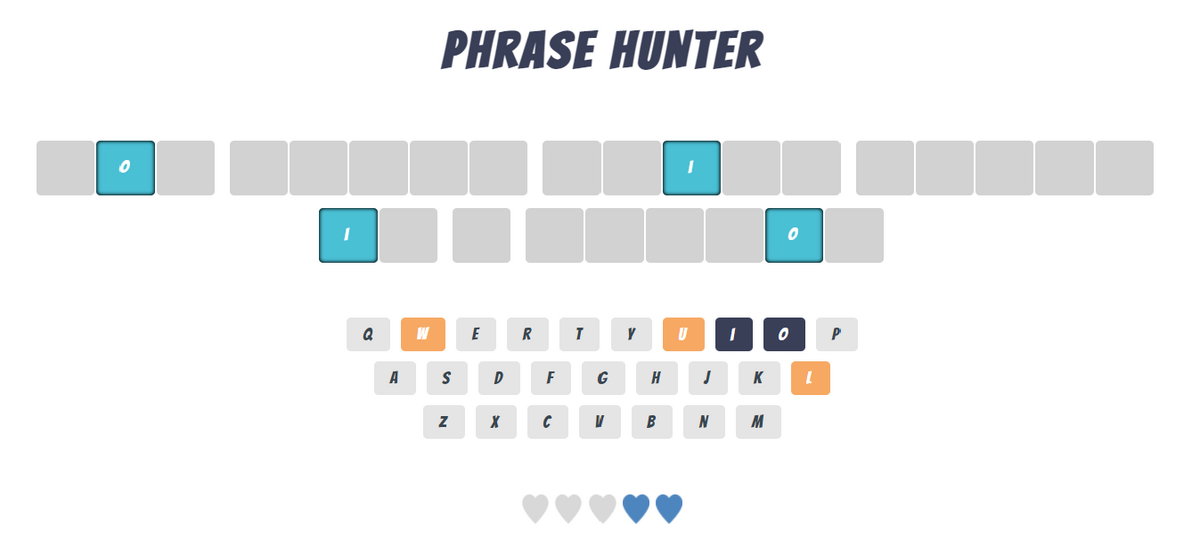 PHRASE HUNTER
O I
I O
Q W E R T Y U I O P
A S D F G H J K L
Z X C V B N M